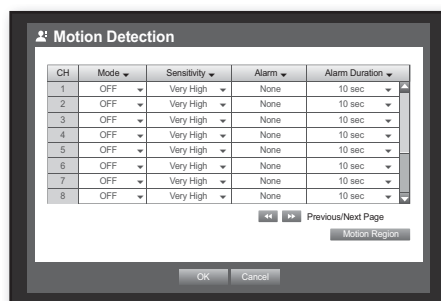 Motion Detection
CH Mode Sensitivity Alarm Alarm Duration
1 OFF Very High None 10 sec
2 OFF Very High None 10 sec
3 OFF Very High None 10 sec
4 OFF Very High None 10 sec
5 OFF Very High None 10 sec
6 OFF Very High None 10 sec
7 OFF Very High None 10 sec
8 OFF Very High None 10 sec
Previous/Next Page
Motion Region
OK Cancel